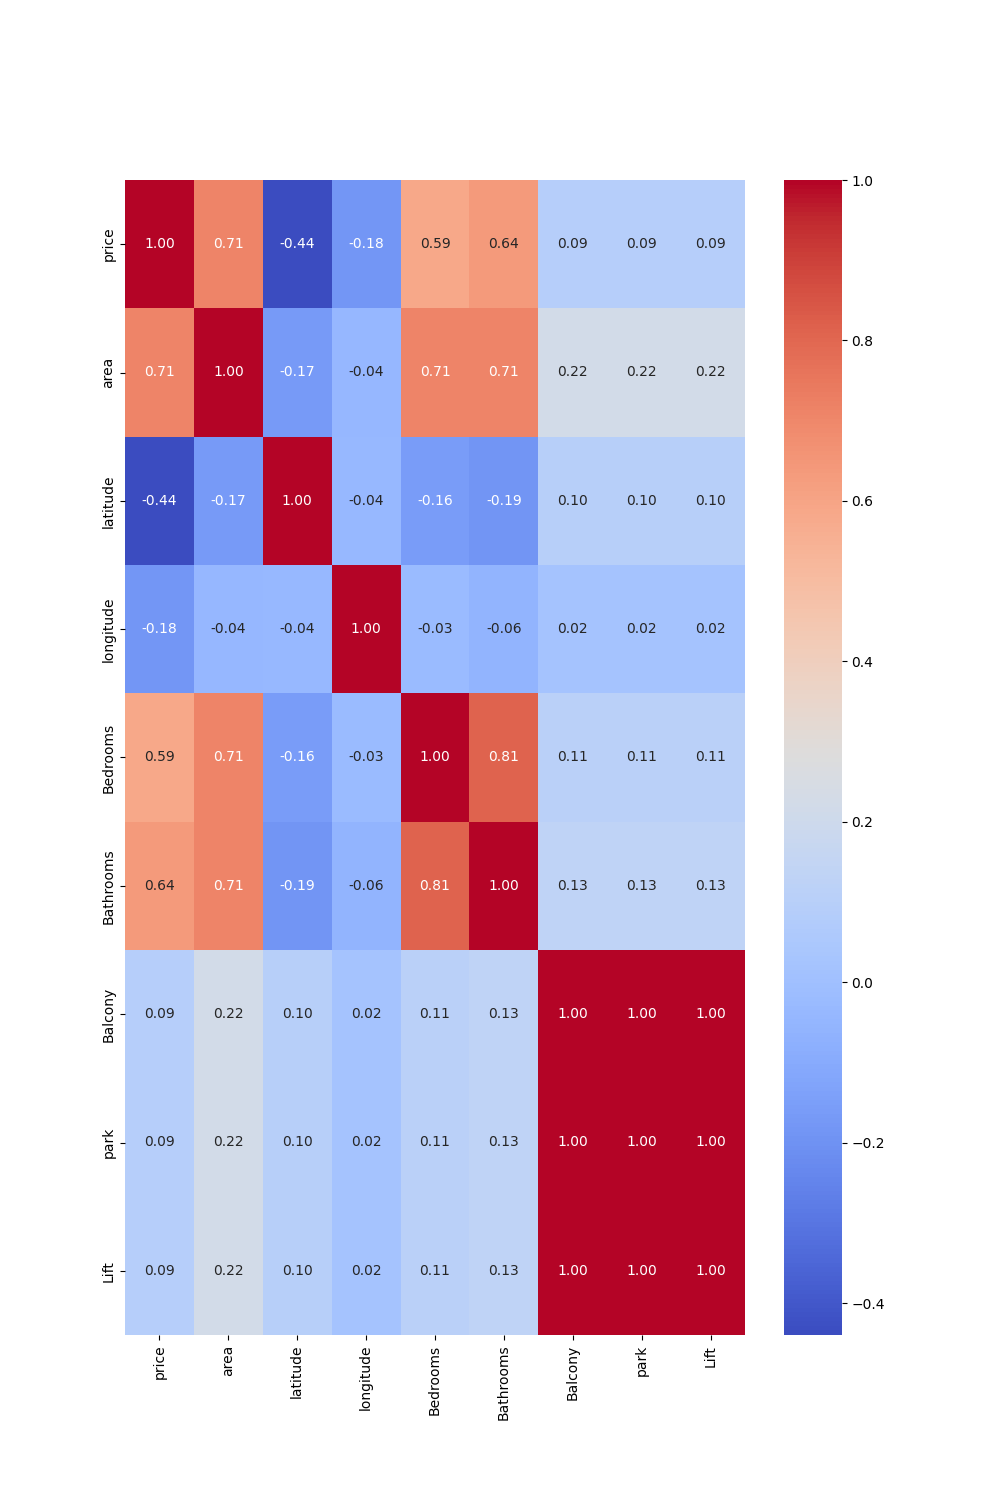 price 1.00 0.71 -0.44 -0.18 0.59 0.64 0.09 0.09 0.09
area 0.71 1.00 -0.17 -0.04 0.71 0.71 0.22 0.22 0.22
latitude -0.44 -0.17 1.00 -0.04 -0.16 -0.19 0.10 0.10 0.10
longitude -0.18 -0.04 -0.04 1.00 -0.03 -0.06 0.02 0.02 0.02
Bedrooms 0.59 0.71 -0.16 -0.03 1.00 0.81 0.11 0.11 0.11
Bathrooms 0.64 0.71 -0.19 -0.06 0.81 1.00 0.13 0.13 0.13
Balcony 0.09 0.22 0.10 0.02 0.11 0.13 1.00 1.00 1.00
park 0.09 0.22 0.10 0.02 0.11 0.13 1.00 1.00 1.00
Lift 0.09 0.22 0.10 0.02 0.11 0.13 1.00 1.00 1.00
price area latitude longitude Bedrooms Bathrooms Balcony park Lift
1.0
0.8
0.6
0.4
0.2
0.0
−0.2
−0.4